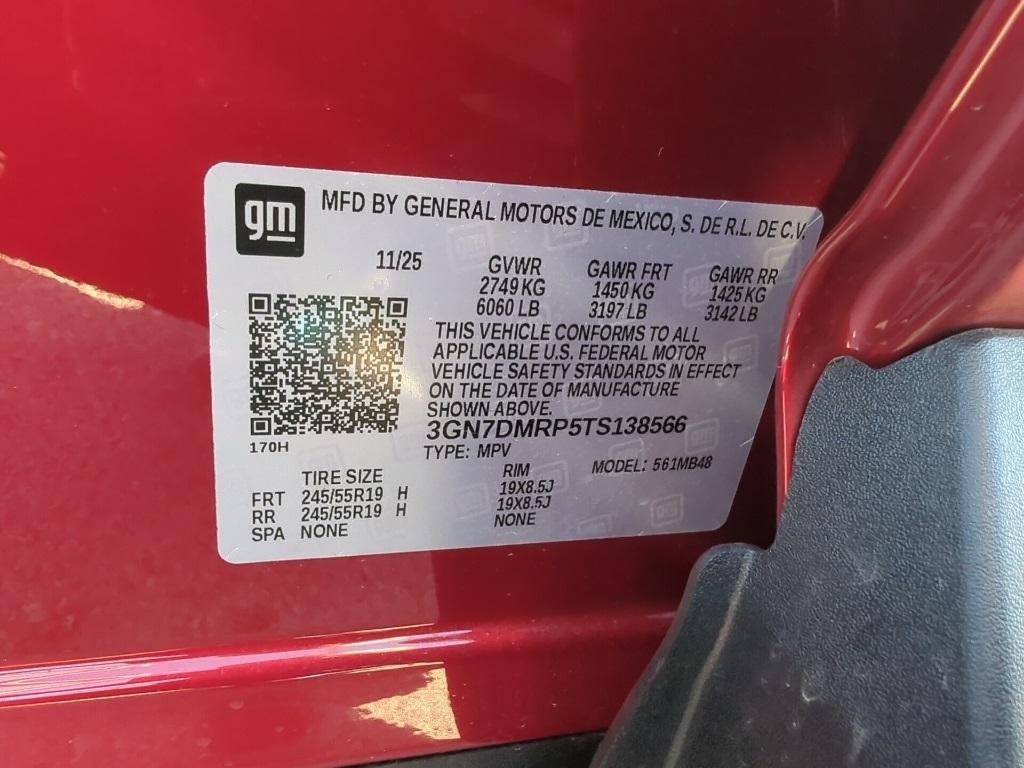 gm
MFD BY GENERAL MOTORS DE MEXICO, S. DE R.L. DE C.V.
11/25 GVWR GAWR FRT GAWR RR
2749 KG 1450 KG 1425 KG
6060 LB 3197 LB 3142 LB
THIS VEHICLE CONFORMS TO ALL
APPLICABLE U.S. FEDERAL MOTOR
VEHICLE SAFETY STANDARDS IN EFFECT
ON THE DATE OF MANUFACTURE
SHOWN ABOVE.
3GN7DMRP5TS138566
170H
TYPE: MPV MODEL: 561MB48
TIRE SIZE RIM
FRT 245/55R19 H 19X8.5J
RR 245/55R19 H 19X8.5J
SPA NONE NONE